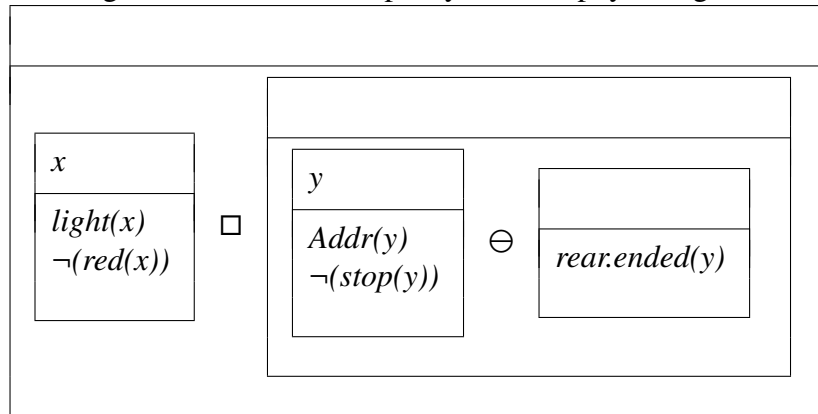 x
light(x)
¬(red(x))
□
y
Addr(y)
¬(stop(y))
⊖
rear.ended(y)